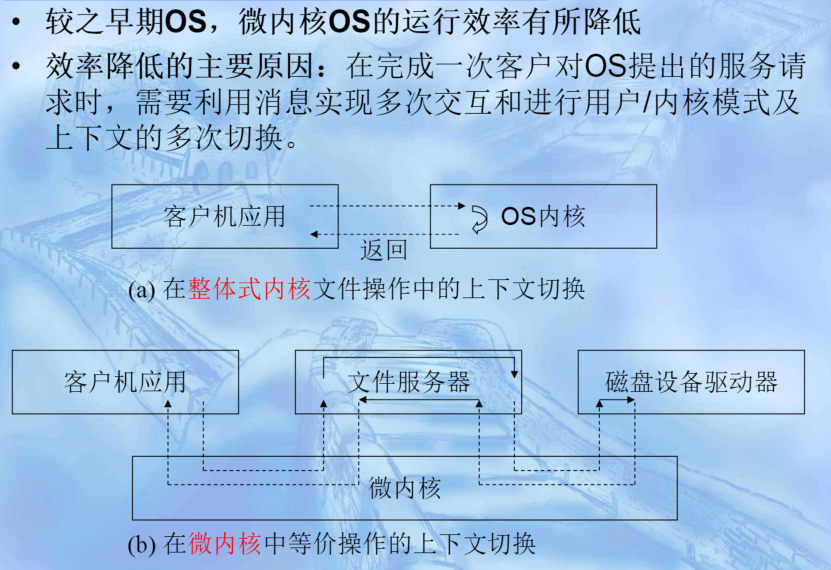 • 较之早期OS，微内核OS的运行效率有所降低
• 效率降低的主要原因：在完成一次客户对OS提出的服务请
求时，需要利用消息实现多次交互和进行用户/内核模式及
上下文的多次切换。
客户机应用
OS内核
返回
(a) 在整体式内核文件操作中的上下文切换
客户机应用
文件服务器
磁盘设备驱动器
微内核
(b) 在微内核中等价操作的上下文切换